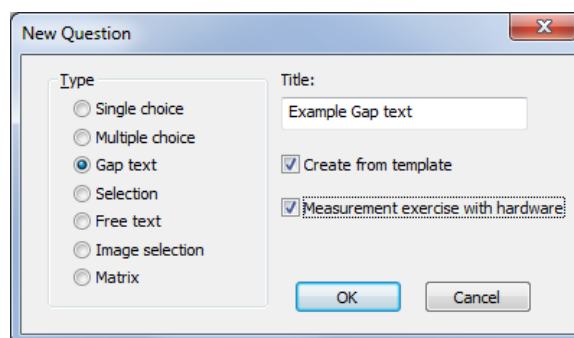 New Question
Type
Single choice
Multiple choice
Gap text
Selection
Free text
Image selection
Matrix
Title:
Example Gap text
Create from template
Measurement exercise with hardware
OK
Cancel